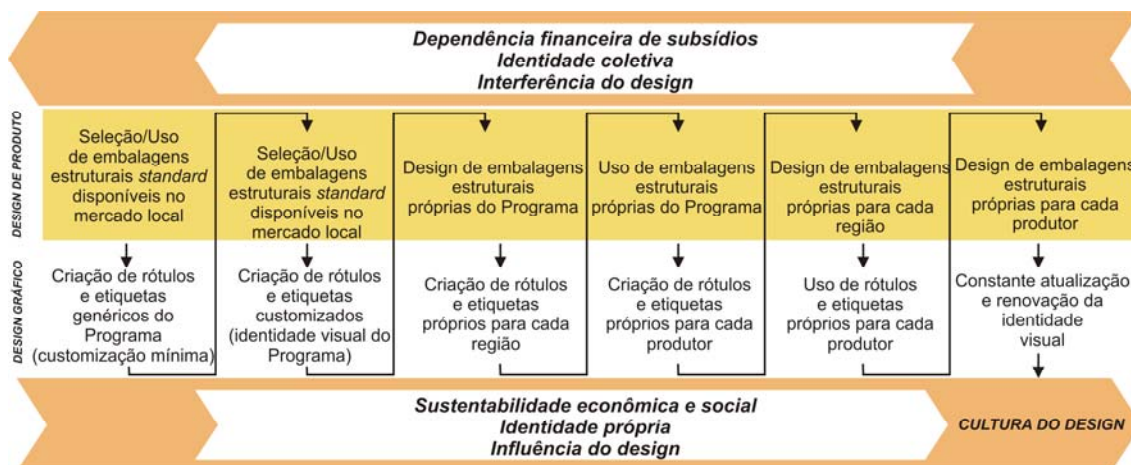 Dependência financeira de subsídios
Identidade coletiva
Interferência do design
DESIGN DE PRODUTO
Seleção/Uso
de embalagens
estruturais standard
disponíveis no
mercado local
Seleção/Uso
de embalagens
estruturais standard
disponíveis no
mercado local
Design de embalagens
estruturais
próprias do Programa
Uso de embalagens
estruturais
próprias do Programa
Design de embalagens
estruturais
próprias para cada
região
Design de embalagens
estruturais
próprias para cada
produtor
DESIGN GRÁFICO
Criação de rótulos
e etiquetas
genéricos do
Programa
(customização mínima)
Criação de rótulos
e etiquetas
customizados
(identidade visual do
Programa)
Criação de rótulos
e etiquetas
próprios para cada
região
Criação de rótulos
e etiquetas
próprios para cada
produtor
Uso de rótulos
e etiquetas
próprios para cada
produtor
Constante atualização
e renovação da
identidade
visual
Sustentabilidade econômica e social
Identidade própria
Influência do design
CULTURA DO DESIGN